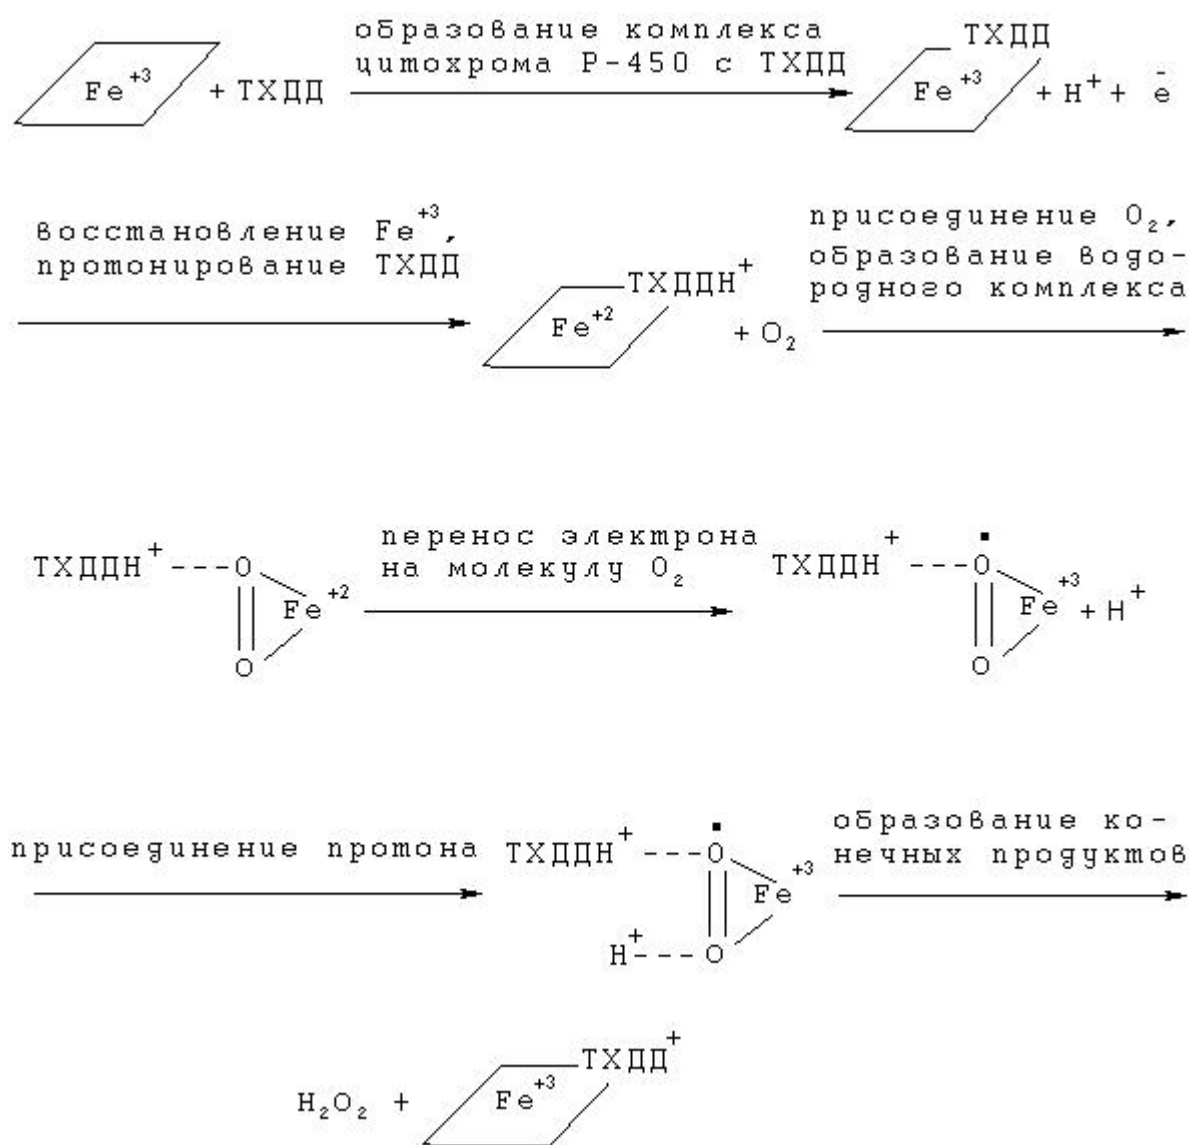 образование комплекса
цитохрома P-450 с ТХДД
Fe⁺³ + ТХДД
ТХДД
Fe⁺³ + H⁺ + e⁻
восстановление Fe⁺³,
протонирование ТХДД
ТХДДН⁺
Fe⁺² + O₂
присоединение O₂,
образование водо-
родного комплекса
ТХДДН⁺ --- O
Fe⁺²
O
перенос электрона
на молекулу O₂
ТХДДН⁺ --- O
Fe⁺³ + H⁺
O
присоединение протона
ТХДДН⁺ --- O
Fe⁺³
H⁺ --- O
образование ко-
нечных продуктов
ТХДД⁺
H₂O₂ + Fe⁺³